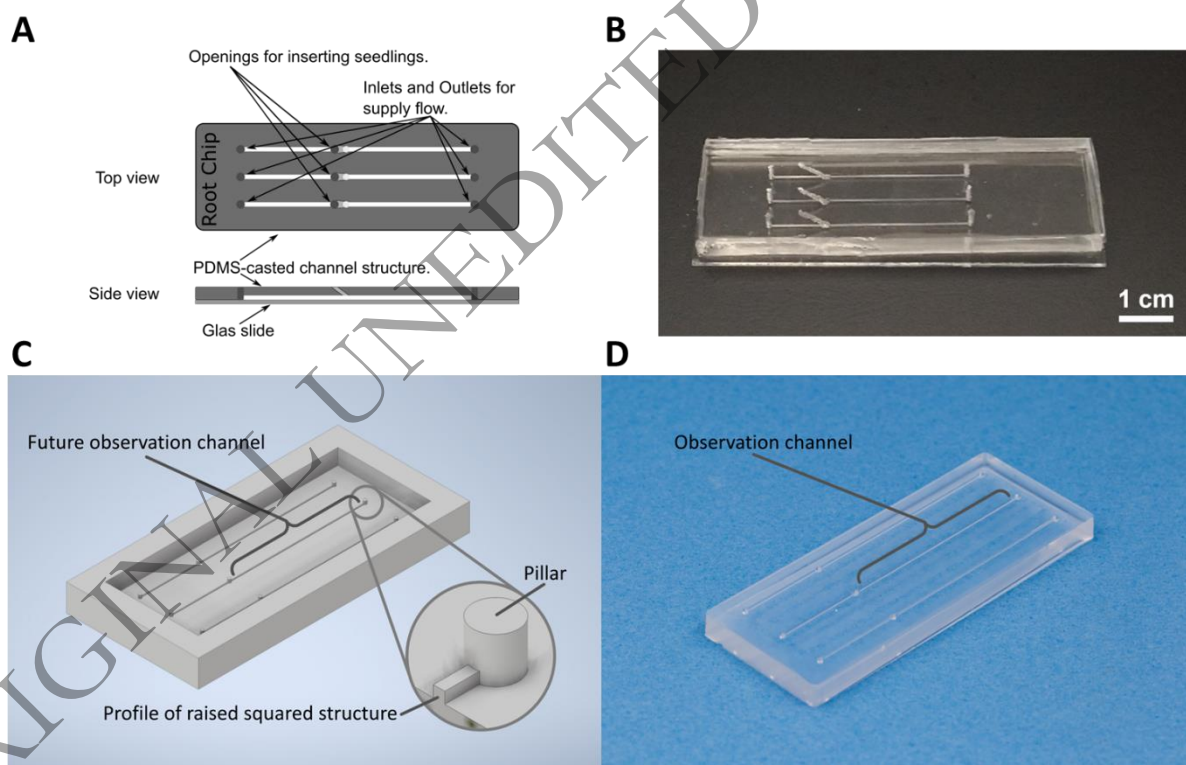 A
Openings for inserting seedlings.
Inlets and Outlets for
supply flow.
Root Chip
Top view
PDMS-casted channel structure.
Side view
Glas slide
B
1 cm
C
Future observation channel
Pillar
Profile of raised squared structure
D
Observation channel
IGINAL UNEDITED